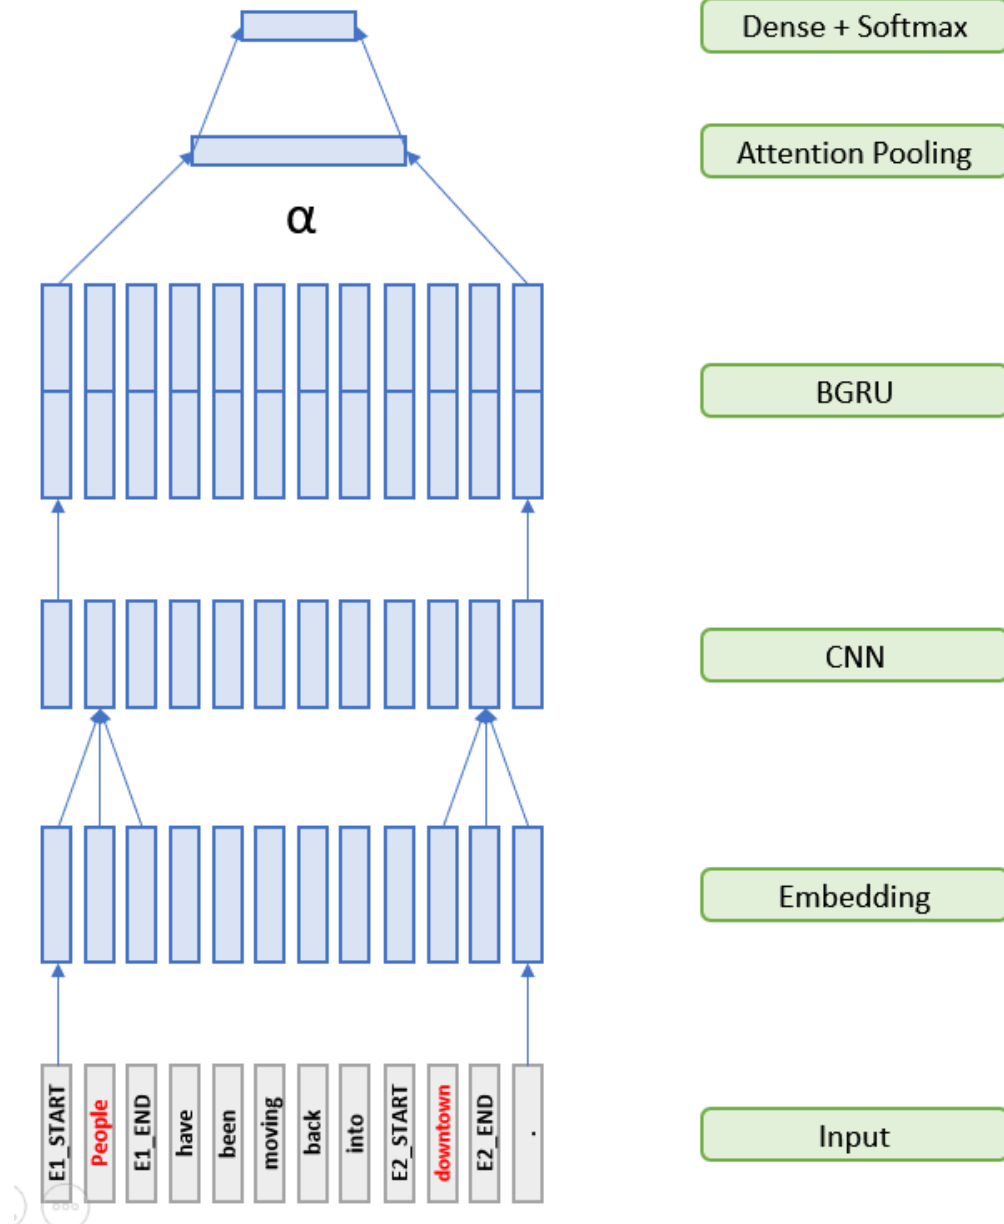 Dense + Softmax
Attention Pooling
α
BGRU
CNN
Embedding
E1_START
People
E1_END
have
been
moving
back
into
E2_START
downtown
E2_END
.
Input